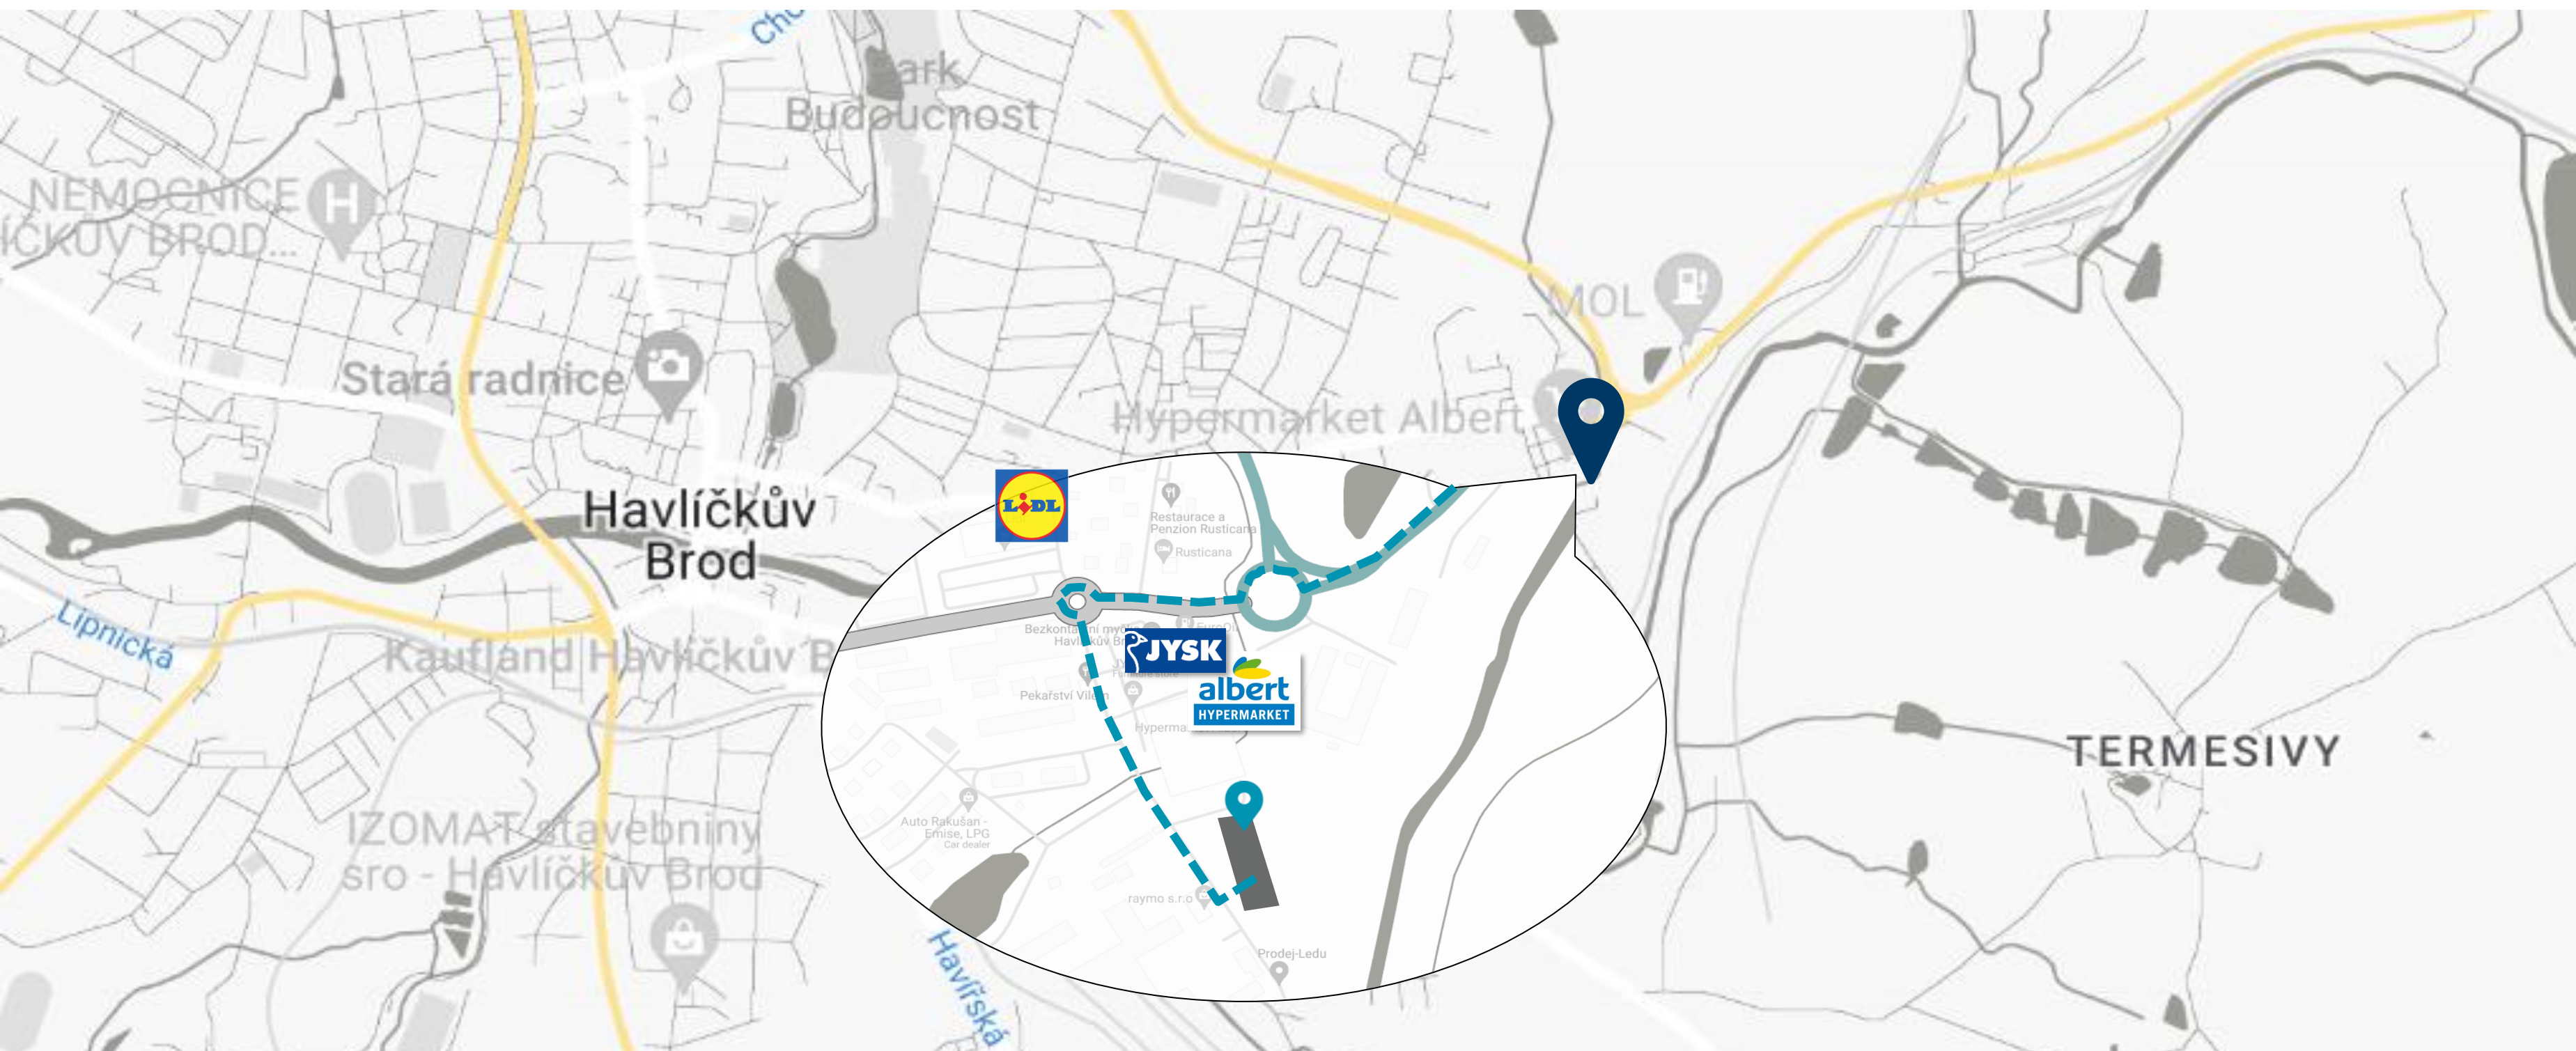 Park
Budoucnost
NEMOCNICE
ÍČKŮV BROD...
H
MOL
Stará radnice
Hypermarket Albert
LIDL
Havlíčkův
Brod
Restaurace a
Penzion Rusticana
Rusticana
Lipnická
Kaufland Havlíčkův B
JYSK
Pekařství Vilém
albert
HYPERMARKET
Hyperma
TERMESIVY
IZOMAT stavebniny
sro - Havlíčkův Brod
Auto Rakušan -
Emise, LPG
Car dealer
raymo s.r.o
Prodej-Ledu
Havířská